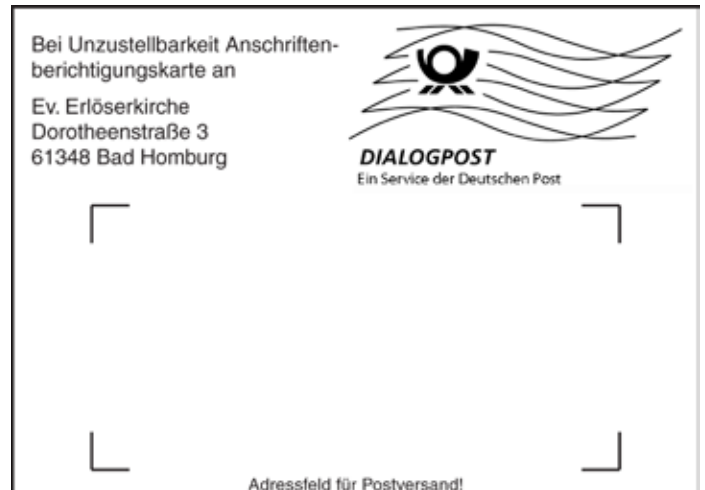 Bei Unzustellbarkeit Anschriften-
berichtigungskarte an
Ev. Erlöserkirche
Dorotheenstraße 3
61348 Bad Homburg
DIALOGPOST
Ein Service der Deutschen Post
Adressfeld für Postversand!